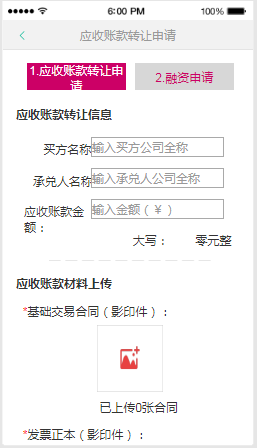 6:00 PM 100%
应收账款转让申请
1.应收账款转让申请
2.融资申请
应收账款转让信息
买方名称 输入买方公司全称
承兑人名称 输入承兑人公司全称
应收账款金额： 输入金额（￥）
大写： 零元整
应收账款材料上传
*基础交易合同（影印件）：
已上传0张合同
*发票正本（影印件）：